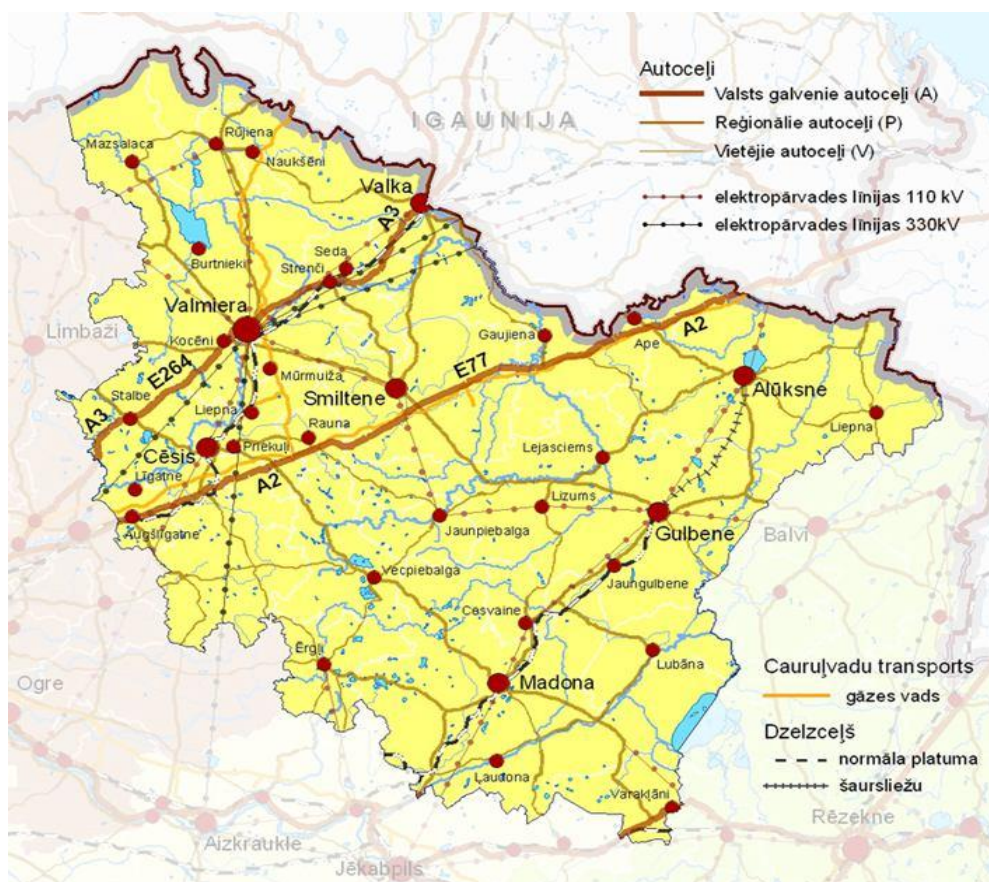 Autoceļi
Valsts galvenie autoceļi (A)
IGAUNIJA
Reģionālie autoceļi (P)
Vietējie autoceļi (V)
elektropārvades līnijas 110 kV
elektropārvades līnijas 330kV
Rūjiena
Mazsalaca
Naukšēni
Valka
A3
Seda
Strenči
Burtnieki
Valmiera
Limbaži
Kocēni
Gaujiena
Ape
A2
E77
E264
Mūrmuiža
Smiltene
Alūksne
Stalbe
A3
Liepna
Rauna
Liepna
Cēsis
Priekuļi
Lejasciems
Līgatne
A2
Lizums
Augšlīgatne
Jaunpiebalga
Gulbene
Balvi
Vecpiebalga
Jaungulbene
Cesvaine
Ērgļi
Lubāna
Ogre
Madona
Cauruļvadu transports
gāzes vads
Dzelzceļš
normāla platuma
šaursliežu
Ļaudona
Varakļāni
Rēzekne
Aizkraukle
Jēkabpils